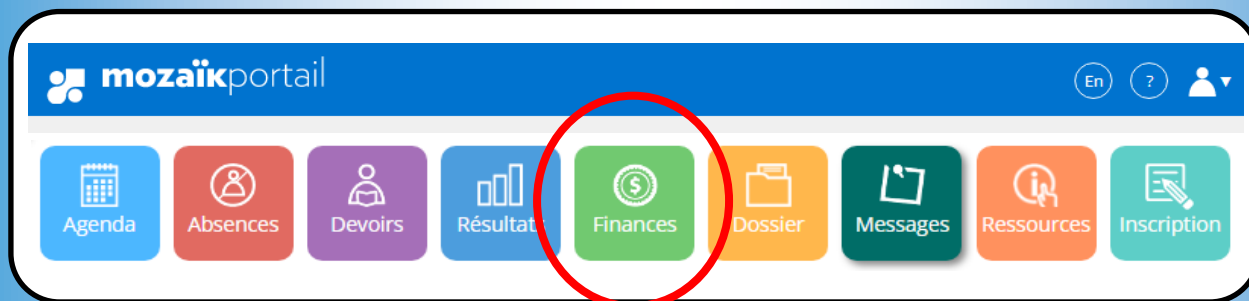 mozaïkportail
En ?
Agenda Absences Devoirs Résultats Finances Dossier Messages Ressources Inscription